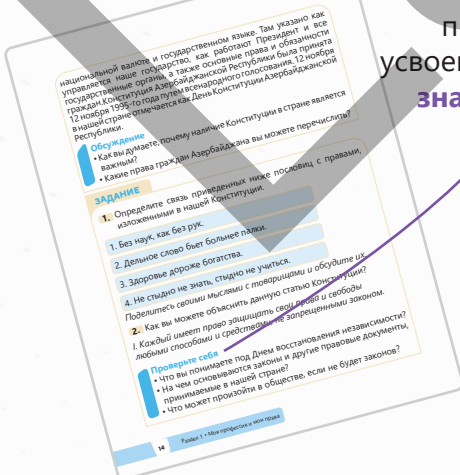 национальной валюте и государственном языке. Там указано как
управляется наше государство, как работают Президент и все
государственные органы, а также основные права и обязанности
граждан.Конституция Азербайджанской Республики была принята
12 ноября 1995-го года путем всенародного голосования. 12 ноября
в нашей стране отмечается как День Конституции Азербайджанской
Республики.
Обсуждение
• Как вы думаете, почему наличие Конституции в стране является
важным?
• Какие права граждан Азербайджана вы можете перечислить?
ЗАДАНИЕ
1. Определите связь приведенных ниже пословиц с правами,
изложенными в нашей Конституции.
1. Без наук, как без рук.
2. Дельное слово бьет больнее палки.
3. Здоровье дороже богатства.
4. Не стыдно не знать, стыдно не учиться.
Поделитесь своими мыслями с товарищами и обсудите их.
2. Как вы можете объяснить данную статью Конституции?
I. Каждый имеет право защищать свои права и свободы
любыми способами и средствами, не запрещенными законом.
Проверьте себя
• Что вы понимаете под Днем восстановления независимости?
• На чем основываются законы и другие правовые документы,
принимаемые в нашей стране?
• Что может произойти в обществе, если не будет законов?
14
Раздел 1 • Моя профессия и мои права
п
усвоен
зна